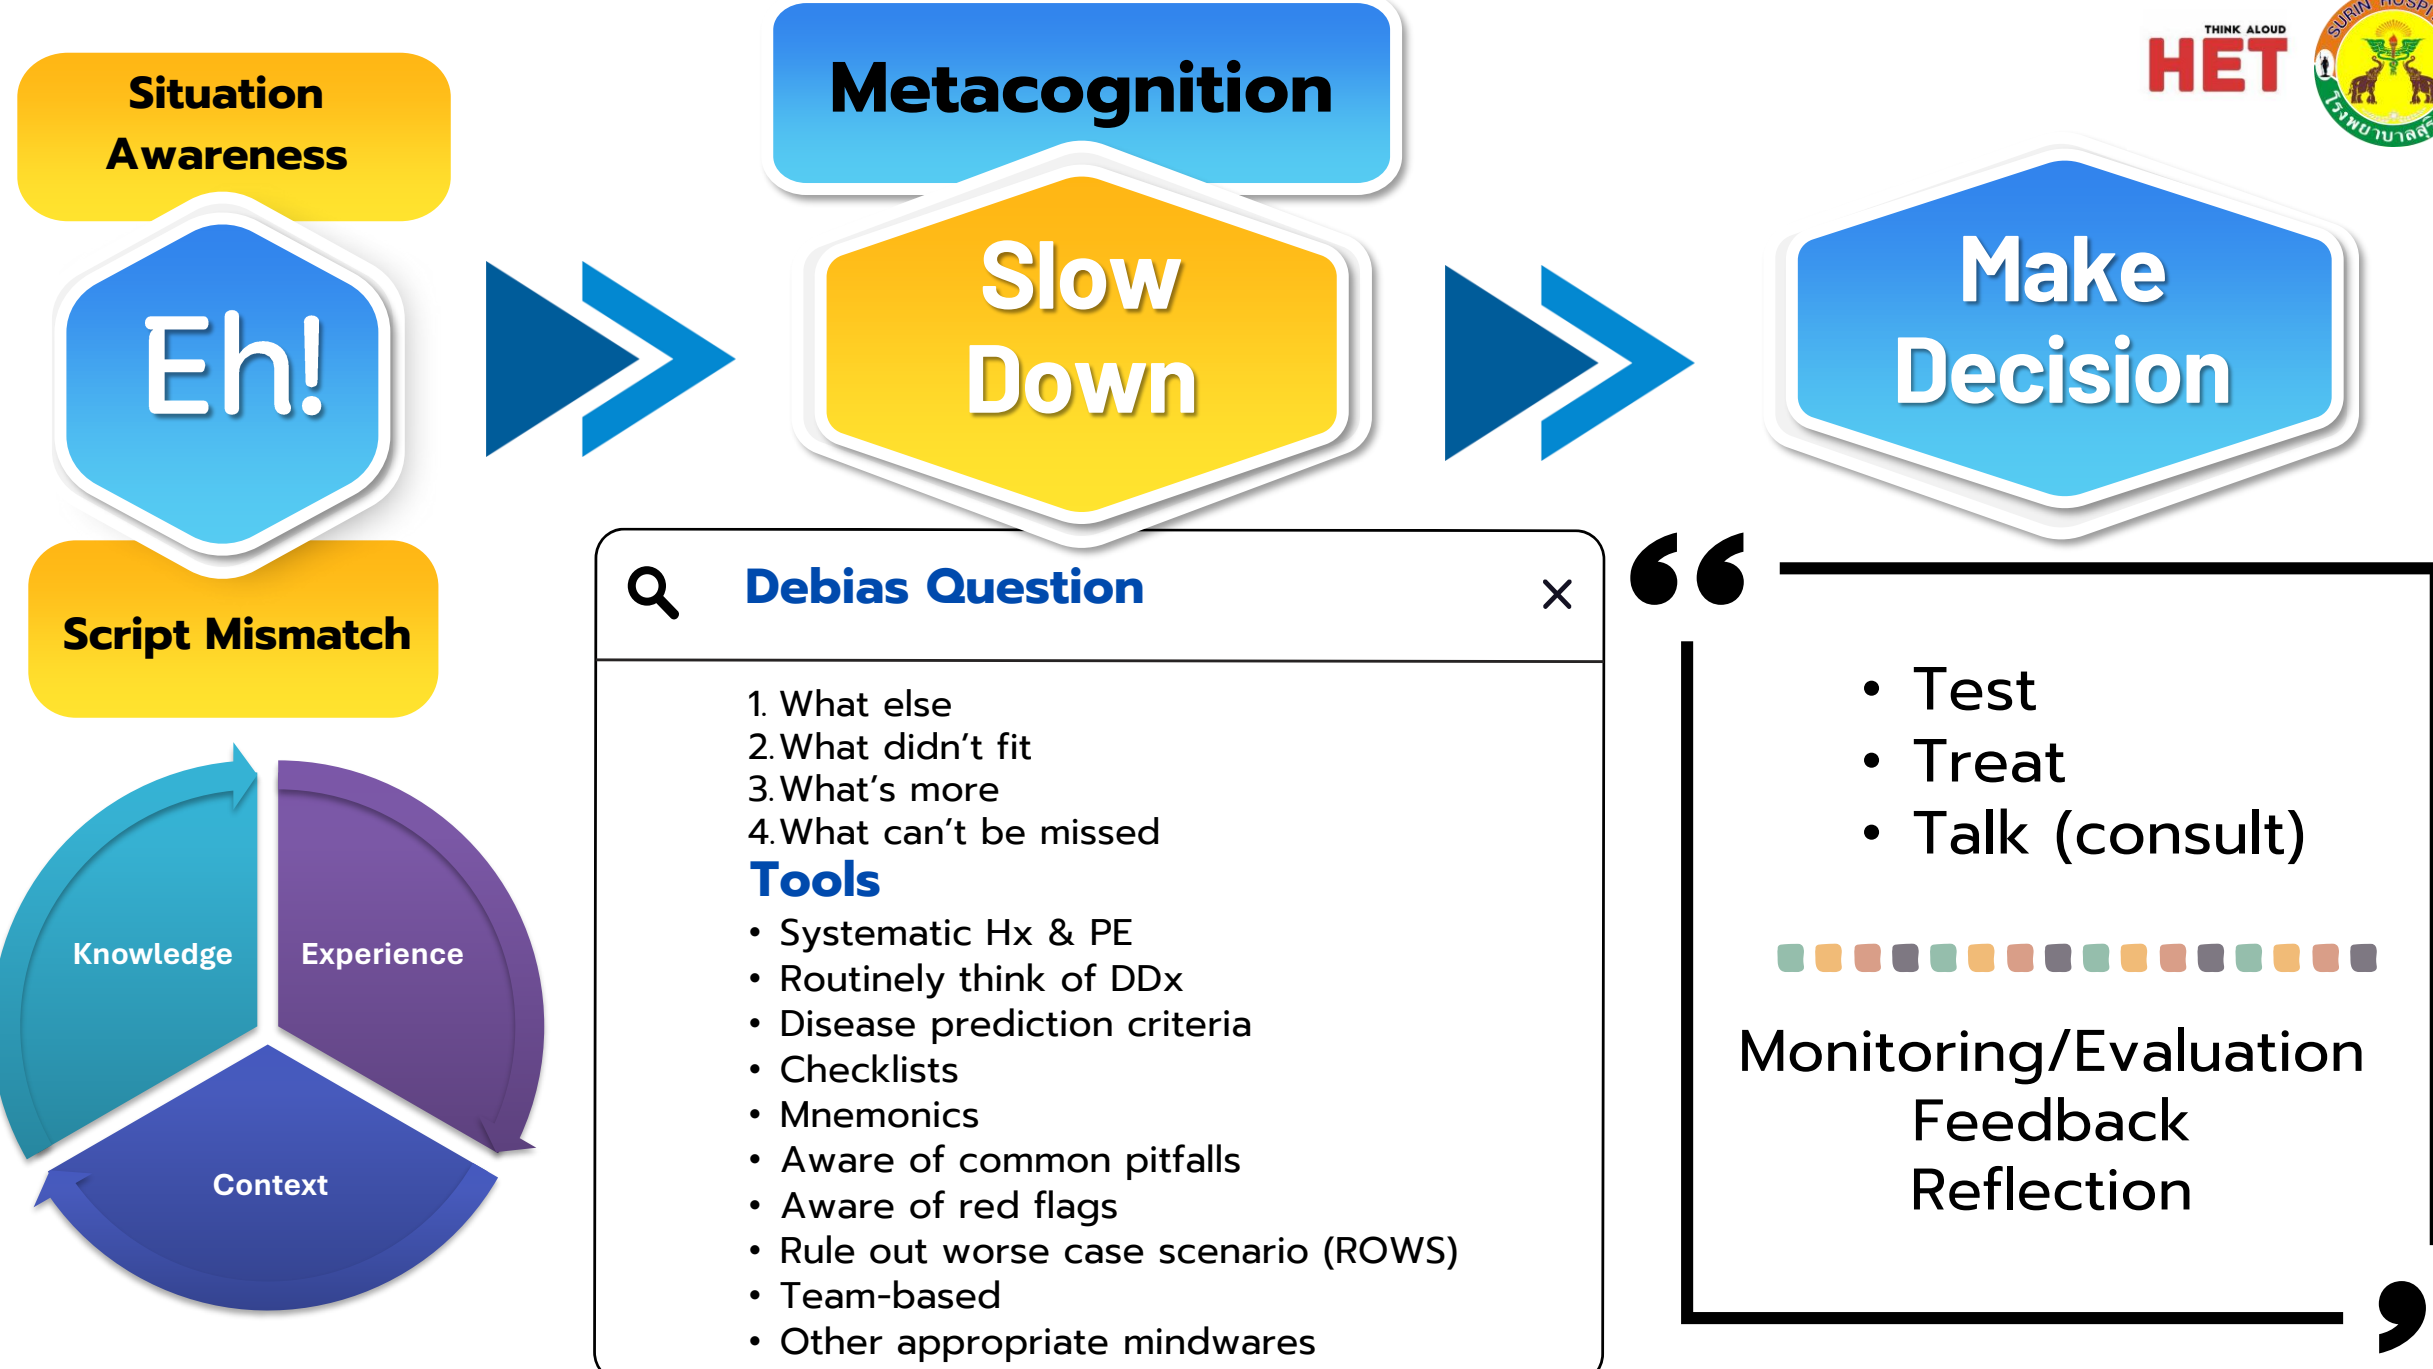 Situation
Awareness
Eh!
Script Mismatch
Knowledge
Experience
Context
Metacognition
Slow
Down
Debias Question
1. What else
2. What didn't fit
3. What's more
4. What can't be missed
Tools
• Systematic Hx & PE
• Routinely think of DDx
• Disease prediction criteria
• Checklists
• Mnemonics
• Aware of common pitfalls
• Aware of red flags
• Rule out worse case scenario (ROWS)
• Team-based
• Other appropriate mindwares
THINK ALOUD
HET
SURIN
Make
Decision
• Test
• Treat
• Talk (consult)
Monitoring/Evaluation
Feedback
Reflection